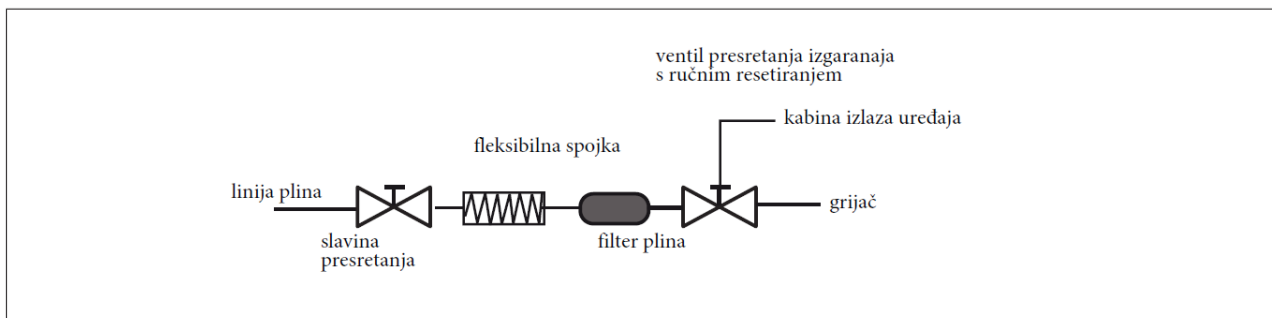 ventil presretanja izgaranaja
s ručnim resetiranjem
kabina izlaza uređaja
fleksibilna spojka
linija plina
grijač
slavina
presretanja
filter plina